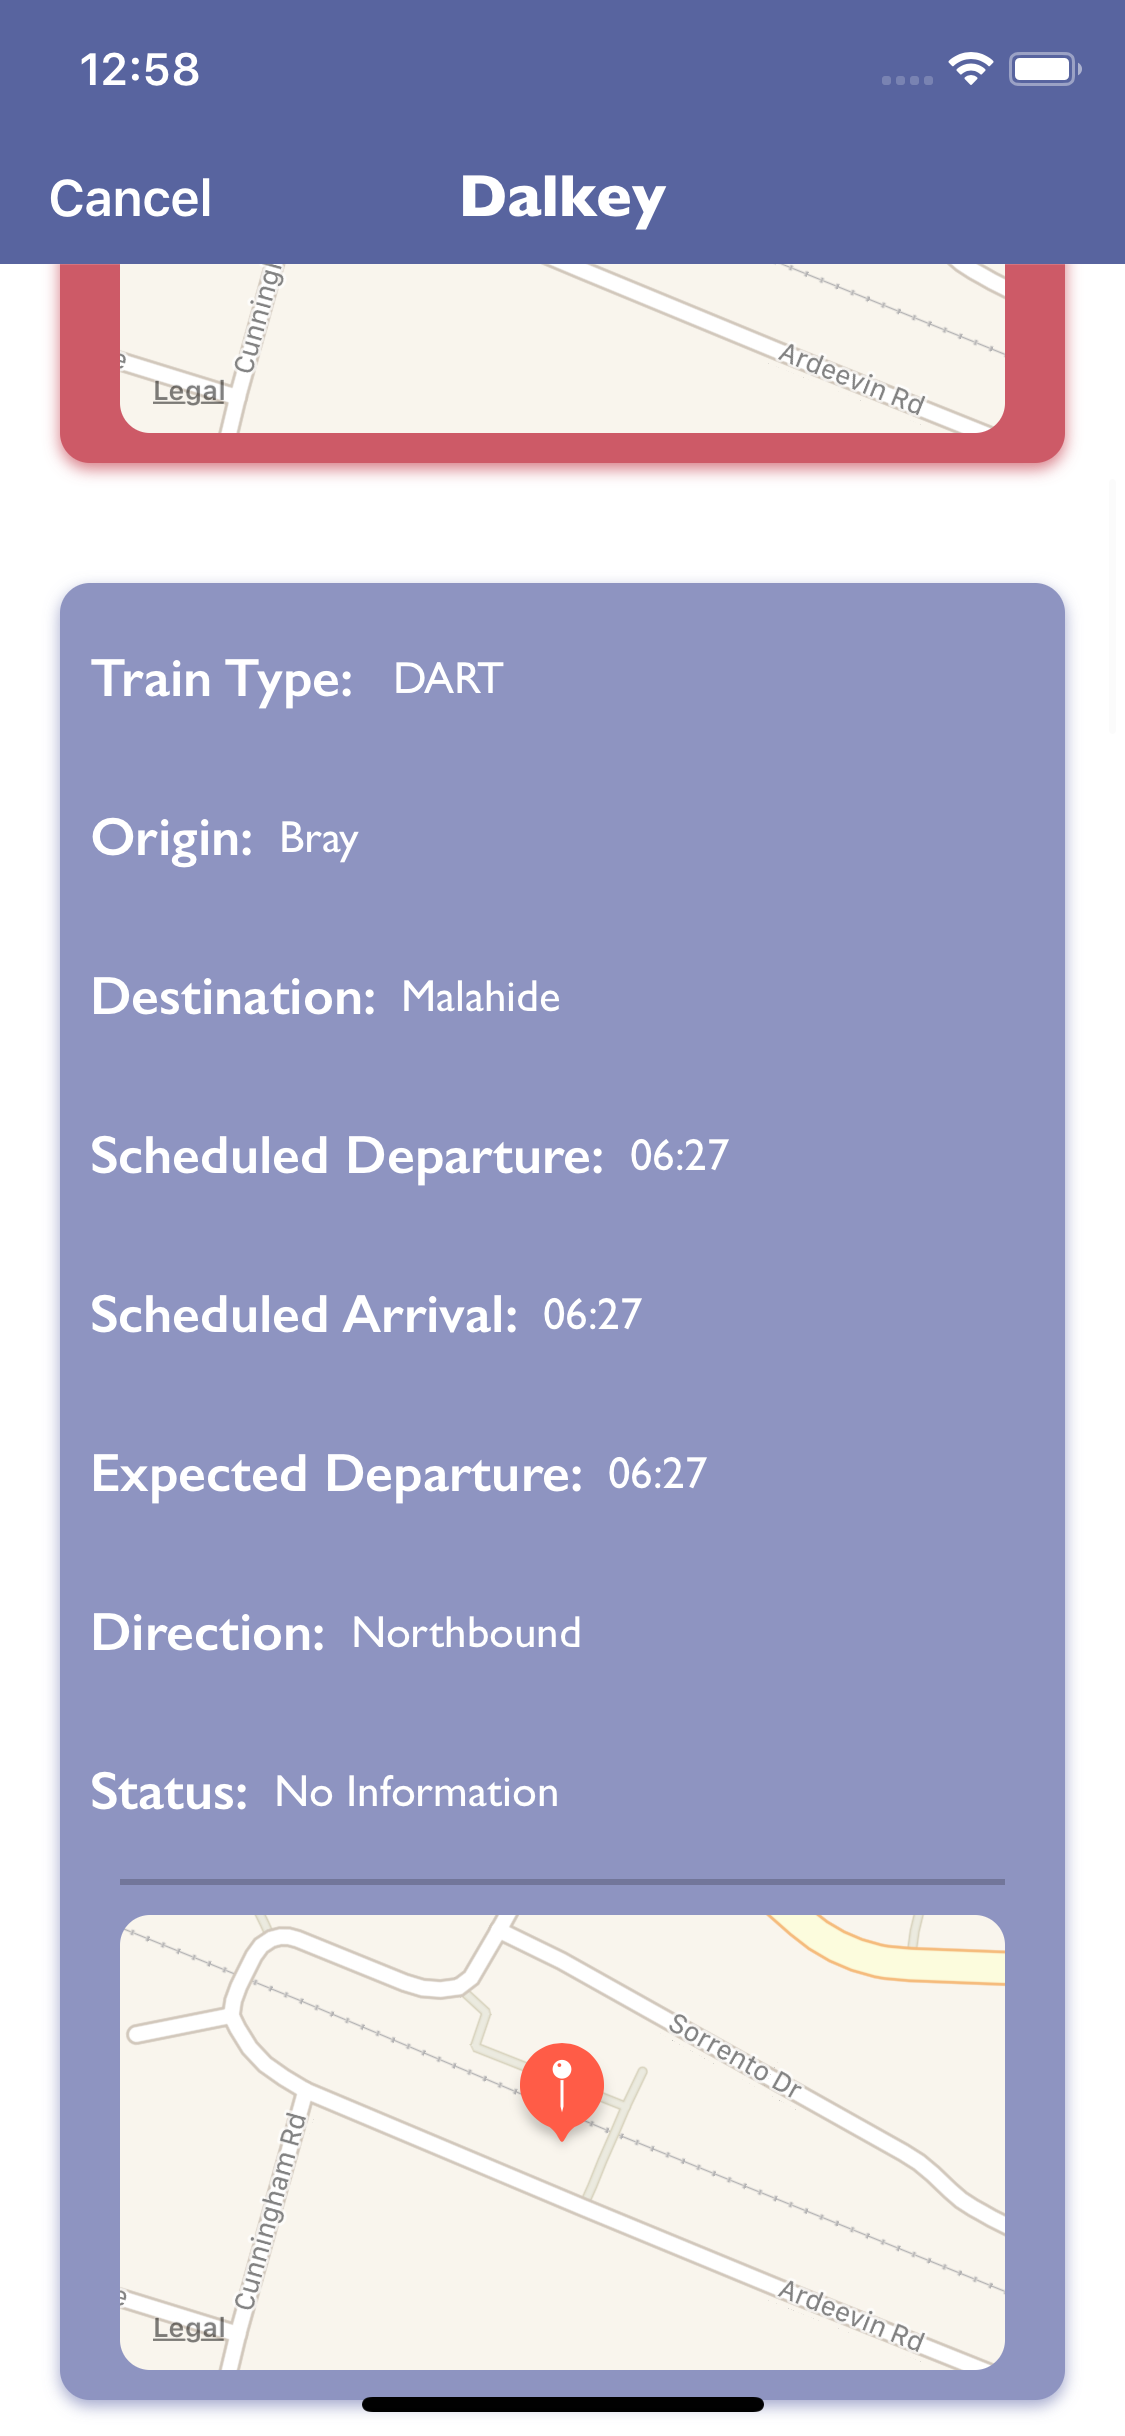 12:58
Cancel
Dalkey
Ardeevin Rd
Legal
Train Type: DART
Origin: Bray
Destination: Malahide
Scheduled Departure: 06:27
Scheduled Arrival: 06:27
Expected Departure: 06:27
Direction: Northbound
Status: No Information
Sorrento Dr
Cunningham Rd
Ardeevin Rd
Legal